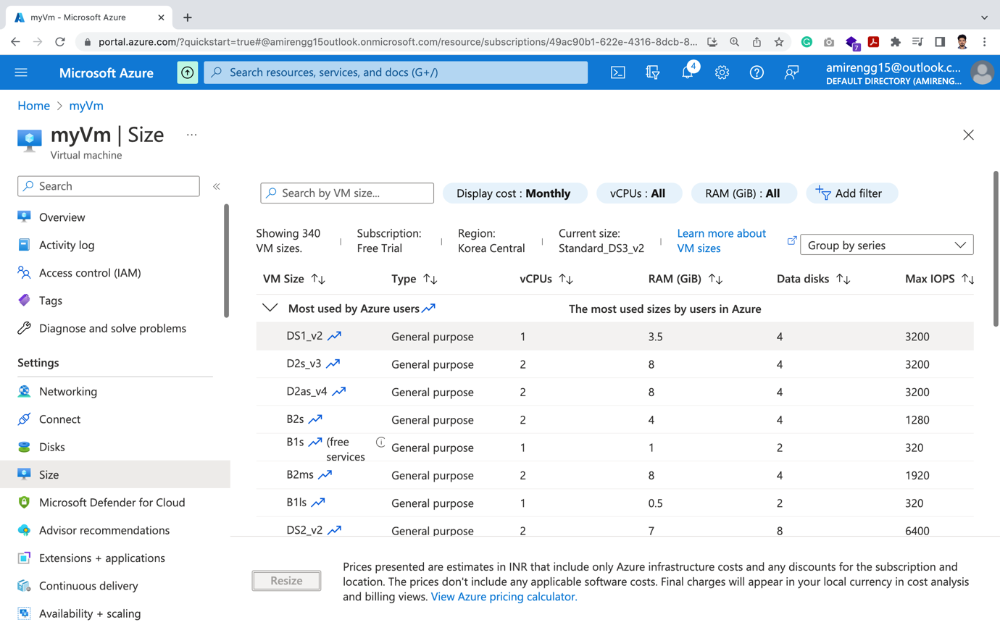 myVm - Microsoft Azure
portal.azure.com/?quickstart=true#@amirengg15outlook.onmicrosoft.com/resource/subscriptions/49ac90b1-622e-4316-8dcb-8...
7
Microsoft Azure
Search resources, services, and docs (G+/)
4
amirengg15@outlook.c...
DEFAULT DIRECTORY (AMIRENG...
Home > myVm
myVm | Size ...
Virtual machine
Search
«
Overview
Activity log
Access control (IAM)
Tags
Diagnose and solve problems
Settings
Networking
Connect
Disks
Size
Microsoft Defender for Cloud
Advisor recommendations
Extensions + applications
Continuous delivery
Availability + scaling
Search by VM size...
Display cost : Monthly
vCPUs : All
RAM (GiB) : All
Add filter
Showing 340
VM sizes.
Subscription:
Free Trial
Region:
Korea Central
Current size:
Standard_DS3_v2
Learn more about
VM sizes
Group by series
VM Size Type vCPUs RAM (GiB) Data disks Max IOPS
Most used by Azure users The most used sizes by users in Azure
DS1_v2 General purpose 1 3.5 4 3200
D2s_v3 General purpose 2 8 4 3200
D2as_v4 General purpose 2 8 4 3200
B2s General purpose 2 4 4 1280
B1s (free
services General purpose 1 1 2 320
B2ms General purpose 2 8 4 1920
B1ls General purpose 1 0.5 2 320
DS2_v2 General purpose 2 7 8 6400
Resize
Prices presented are estimates in INR that include only Azure infrastructure costs and any discounts for the subscription and
location. The prices don't include any applicable software costs. Final charges will appear in your local currency in cost analysis
and billing views. View Azure pricing calculator.